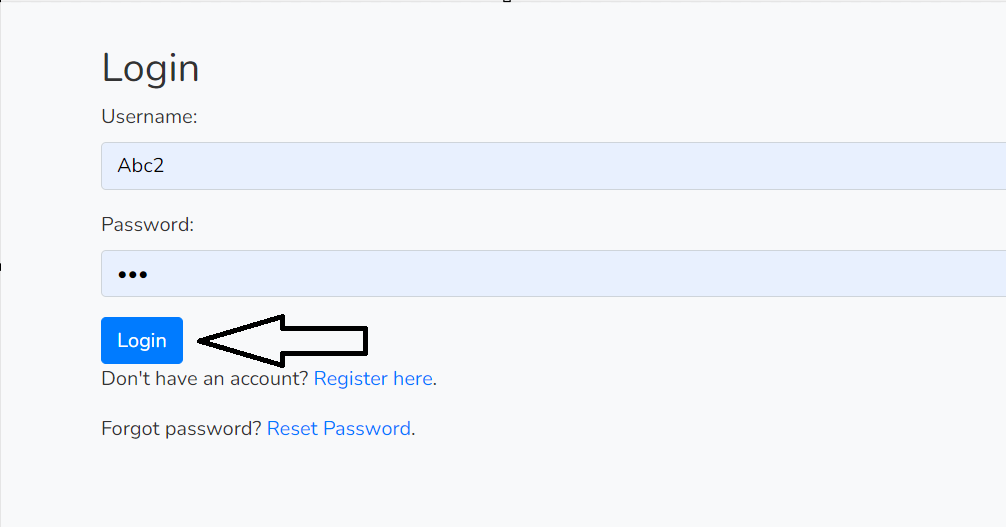 Login
Username:
Abc2
Password:
•••
Login
Don't have an account? Register here.
Forgot password? Reset Password.